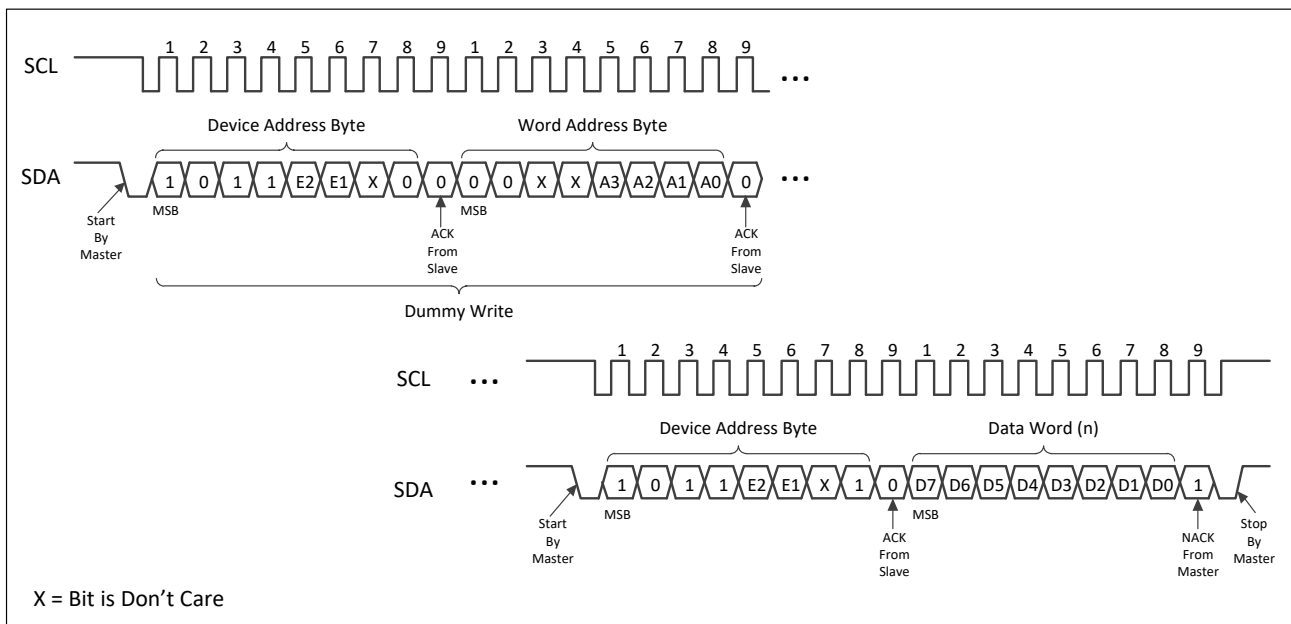 1 2 3 4 5 6 7 8 9 1 2 3 4 5 6 7 8 9
SCL
...
Device Address Byte Word Address Byte
SDA
1 0 1 1 E2 E1 X 0 0 0 0 X X A3 A2 A1 A0 0
...
MSB MSB
Start
By
Master
ACK
From
Slave
ACK
From
Slave
Dummy Write
1 2 3 4 5 6 7 8 9 1 2 3 4 5 6 7 8 9
SCL
...
Device Address Byte Data Word (n)
SDA
...
1 0 1 1 E2 E1 X 1 0 D7 D6 D5 D4 D3 D2 D1 D0 1
MSB MSB
Start
By
Master
ACK
From
Slave
NACK
From
Master
Stop
By
Master
X = Bit is Don't Care